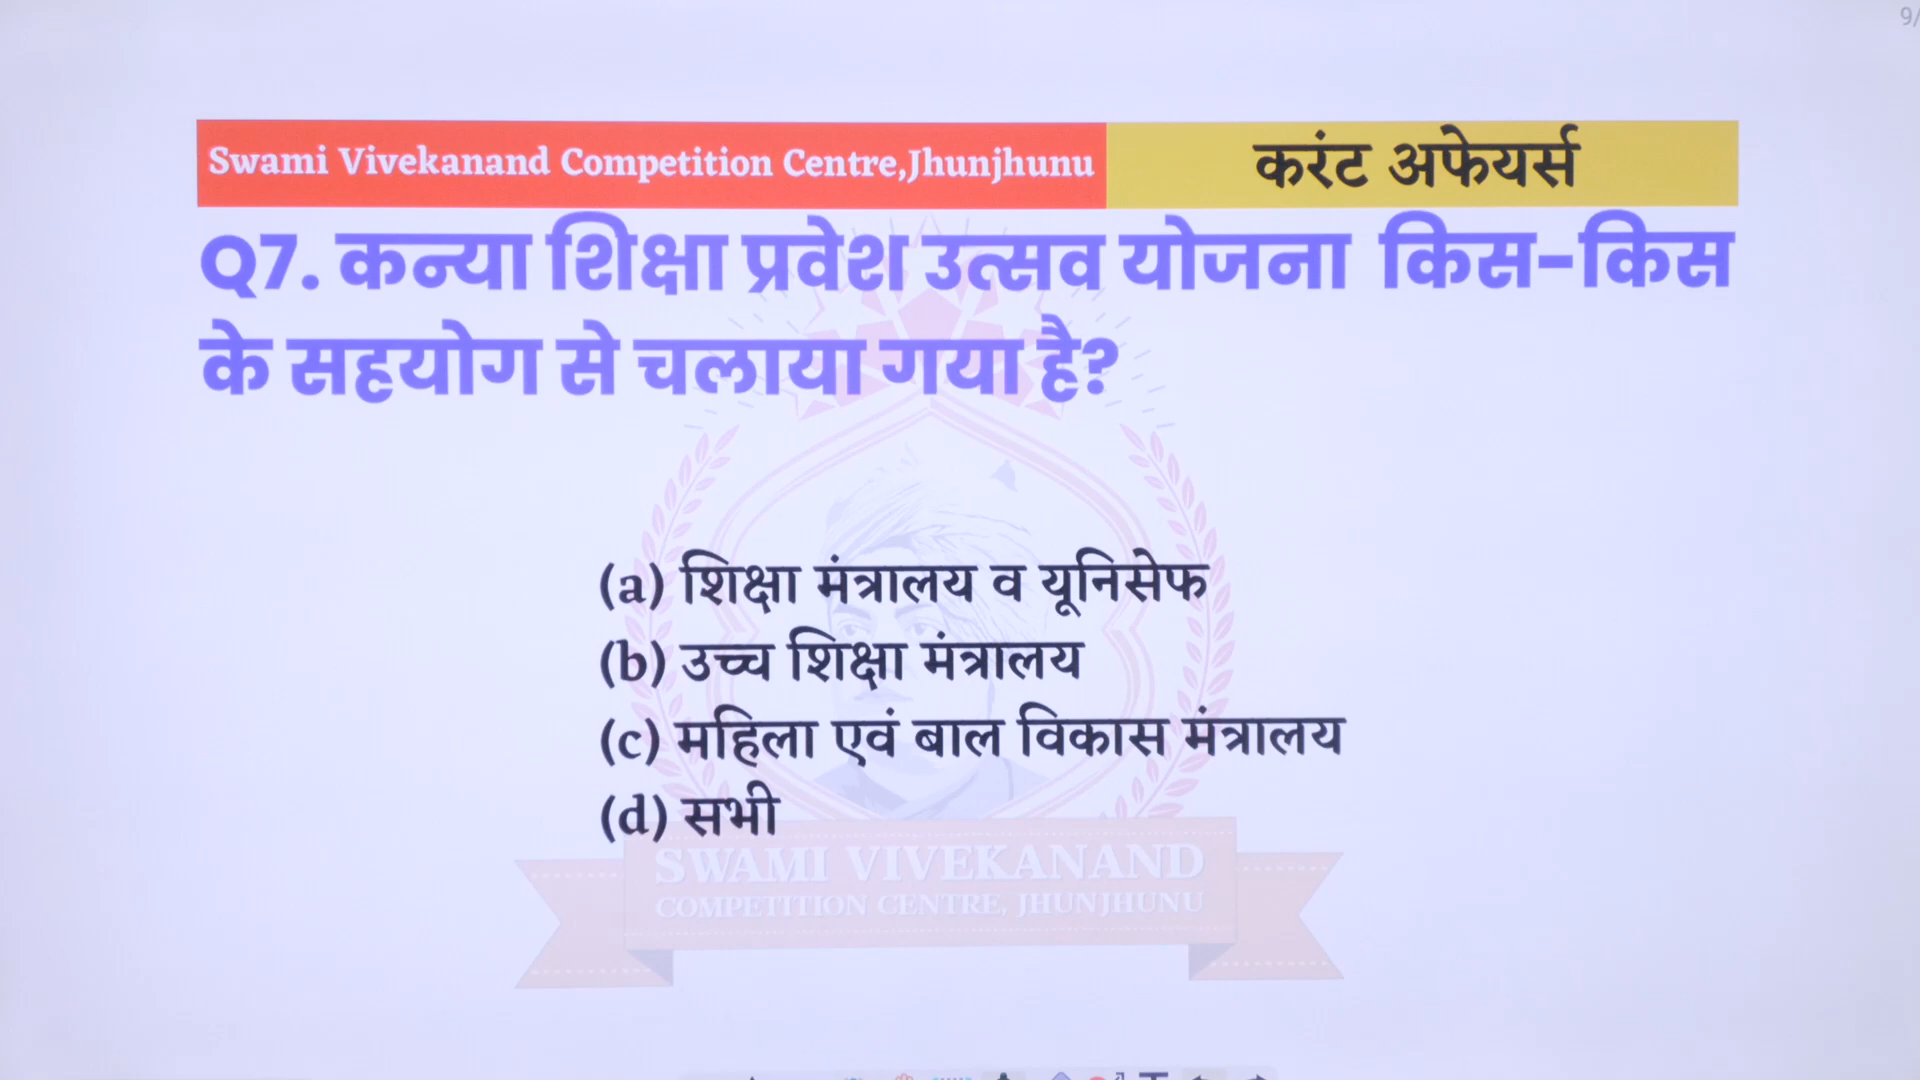 9/
Swami Vivekanand Competition Centre,Jhunjhunu
करंट अफेयर्स
Q7. कन्या शिक्षा प्रवेश उत्सव योजना किस-किस
के सहयोग से चलाया गया है?
(a) शिक्षा मंत्रालय व यूनिसेफ
(b) उच्च शिक्षा मंत्रालय
(c) महिला एवं बाल विकास मंत्रालय
(d) सभी
SWAMI VIVEKANAND
COMPETITION CENTRE, JHUNJHUNU